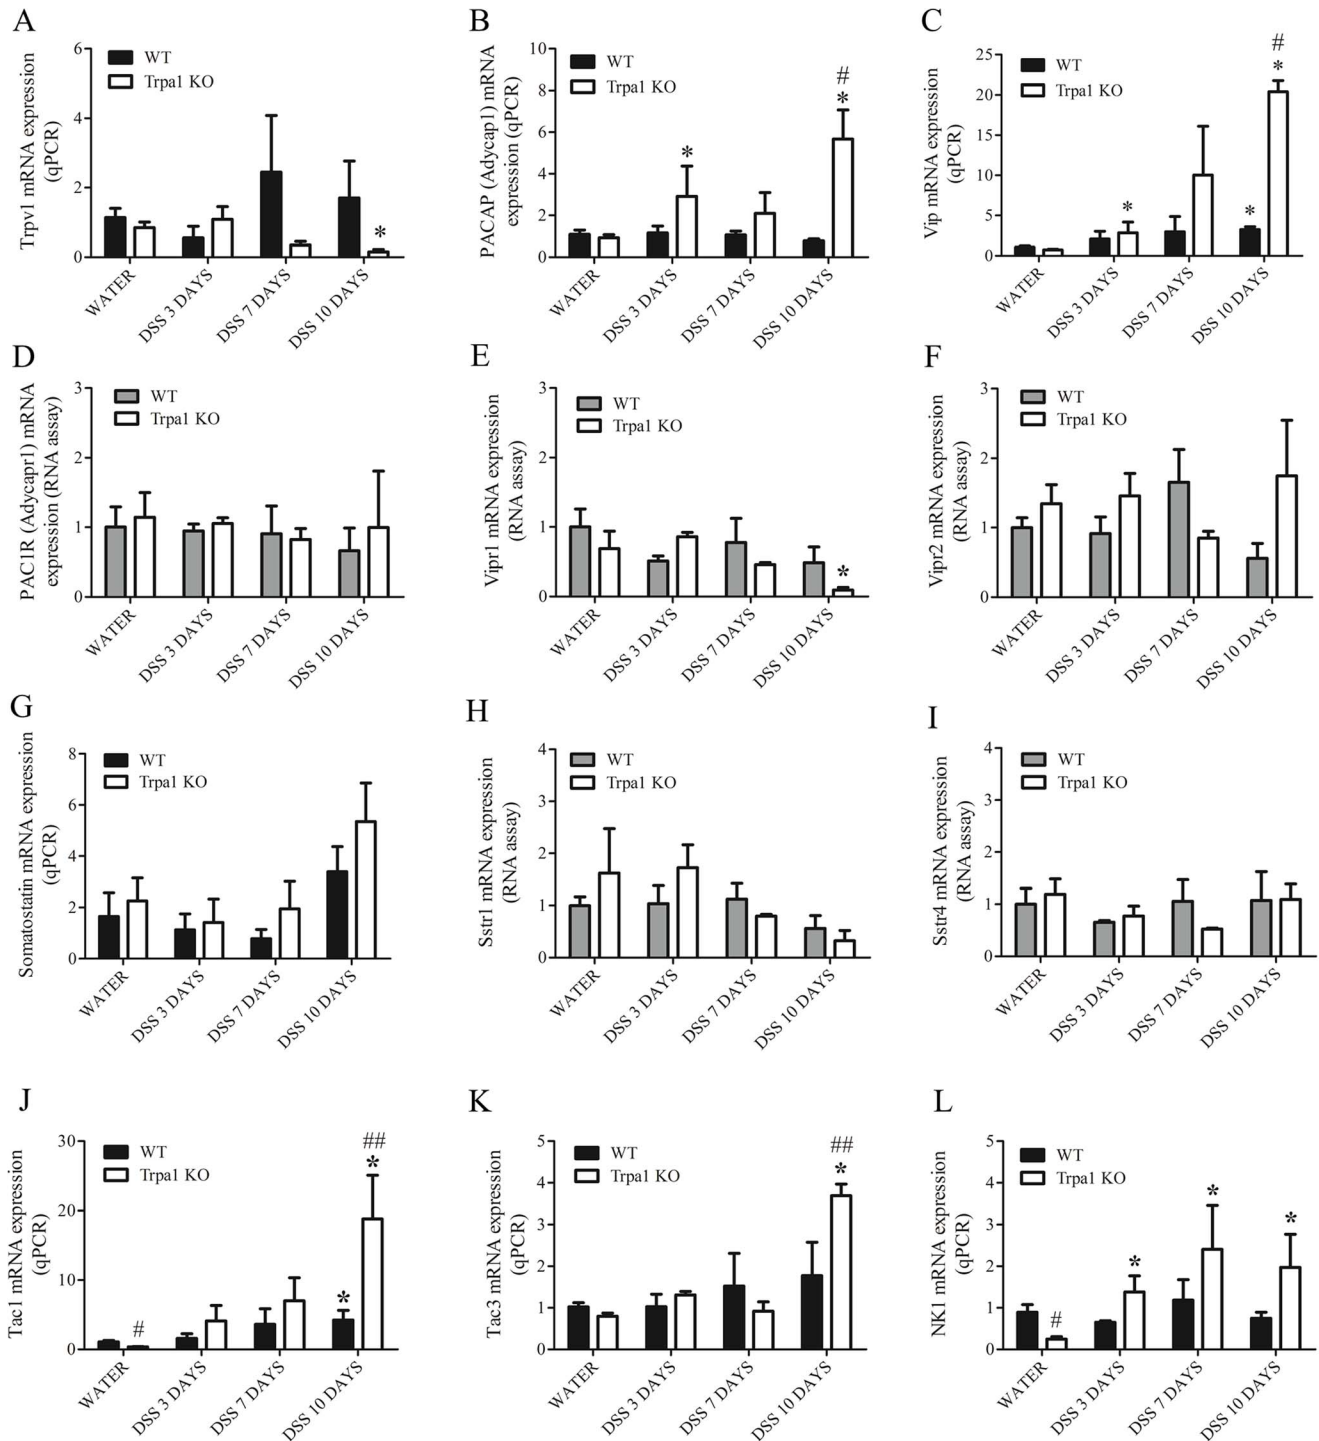 A
Trpv1 mRNA expression
(qPCR)
6
4
2
0
WT
Trpa1 KO
*
WATER
DSS 3 DAYS
DSS 7 DAYS
DSS 10 DAYS
B
PACAP (Adycap1) mRNA
expression (qPCR)
10
8
6
4
2
0
WT
Trpa1 KO
*
#
*
WATER
DSS 3 DAYS
DSS 7 DAYS
DSS 10 DAYS
C
Vip mRNA expression
(qPCR)
25
20
15
10
5
0
WT
Trpa1 KO
*
*
#
*
WATER
DSS 3 DAYS
DSS 7 DAYS
DSS 10 DAYS
D
PAC1R (Adycapr1) mRNA
expression (RNA assay)
3
2
1
0
WT
Trpa1 KO
WATER
DSS 3 DAYS
DSS 7 DAYS
DSS 10 DAYS
E
Vipr1 mRNA expression
(RNA assay)
3
2
1
0
WT
Trpa1 KO
*
WATER
DSS 3 DAYS
DSS 7 DAYS
DSS 10 DAYS
F
Vipr2 mRNA expression
(RNA assay)
3
2
1
0
WT
Trpa1 KO
WATER
DSS 3 DAYS
DSS 7 DAYS
DSS 10 DAYS
G
Somatostatin mRNA expression
(qPCR)
8
6
4
2
0
WT
Trpa1 KO
WATER
DSS 3 DAYS
DSS 7 DAYS
DSS 10 DAYS
H
Sstr1 mRNA expression
(RNA assay)
4
3
2
1
0
WT
Trpa1 KO
WATER
DSS 3 DAYS
DSS 7 DAYS
DSS 10 DAYS
I
Sstr4 mRNA expression
(RNA assay)
4
3
2
1
0
WT
Trpa1 KO
WATER
DSS 3 DAYS
DSS 7 DAYS
DSS 10 DAYS
J
Tac1 mRNA expression
(qPCR)
30
20
10
0
WT
Trpa1 KO
#
*
##
*
WATER
DSS 3 DAYS
DSS 7 DAYS
DSS 10 DAYS
K
Tac3 mRNA expression
(qPCR)
5
4
3
2
1
0
WT
Trpa1 KO
##
*
WATER
DSS 3 DAYS
DSS 7 DAYS
DSS 10 DAYS
L
NK1 mRNA expression
(qPCR)
5
4
3
2
1
0
WT
Trpa1 KO
#
*
*
*
WATER
DSS 3 DAYS
DSS 7 DAYS
DSS 10 DAYS